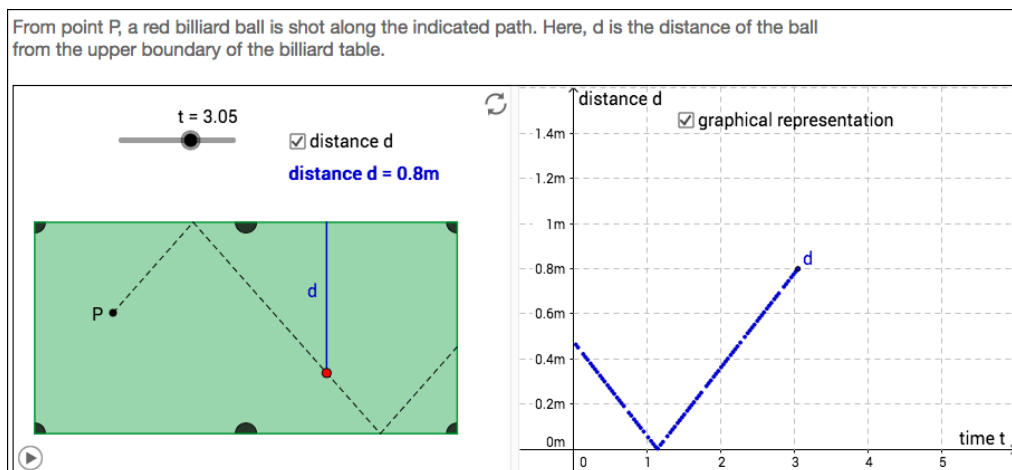 From point P, a red billiard ball is shot along the indicated path. Here, d is the distance of the ball
from the upper boundary of the billiard table.
t = 3.05
distance d
distance d = 0.8m
d
P
distance d
graphical representation
1.4m
1.2m
1m
0.8m
0.6m
0.4m
0.2m
0m
d
time t
0 1 2 3 4 5